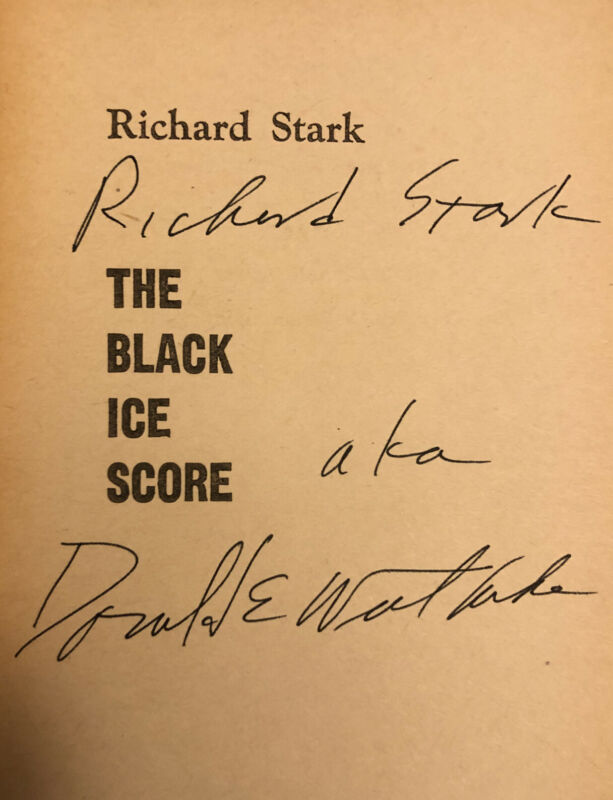 Richard Stark
Richard Stark
THE
BLACK
ICE
SCORE
aka
Donald E Westlake